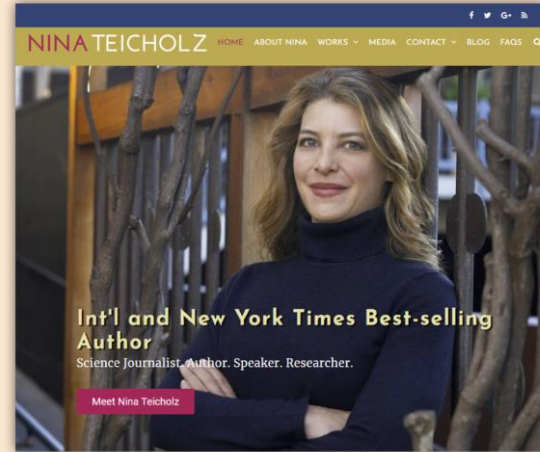 NINA TEICHOLZ HOME ABOUT NINA WORKS MEDIA CONTACT BLOG FAQS
Int'l and New York Times Best-selling
Author
Science Journalist. Author. Speaker. Researcher.
Meet Nina Teicholz